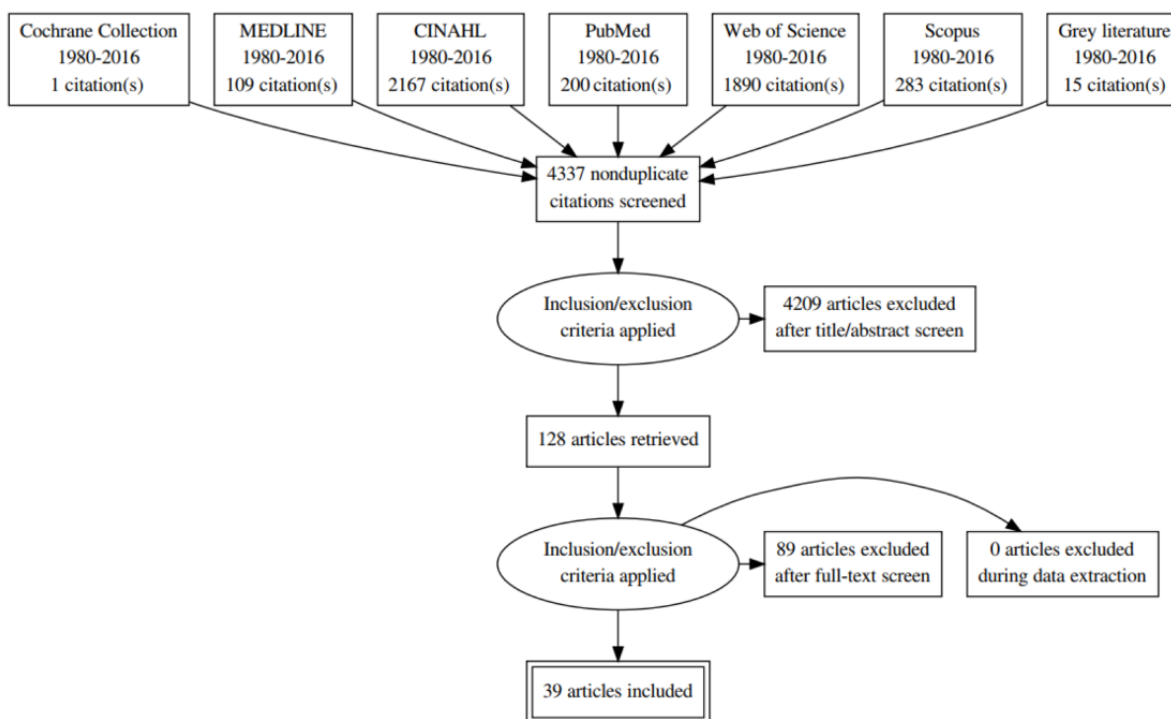 Cochrane Collection
1980-2016
1 citation(s)
MEDLINE
1980-2016
109 citation(s)
CINAHL
1980-2016
2167 citation(s)
PubMed
1980-2016
200 citation(s)
Web of Science
1980-2016
1890 citation(s)
Scopus
1980-2016
283 citation(s)
Grey literature
1980-2016
15 citation(s)
4337 nonduplicate
citations screened
Inclusion/exclusion
criteria applied
4209 articles excluded
after title/abstract screen
128 articles retrieved
Inclusion/exclusion
criteria applied
89 articles excluded
after full-text screen
0 articles excluded
during data extraction
39 articles included